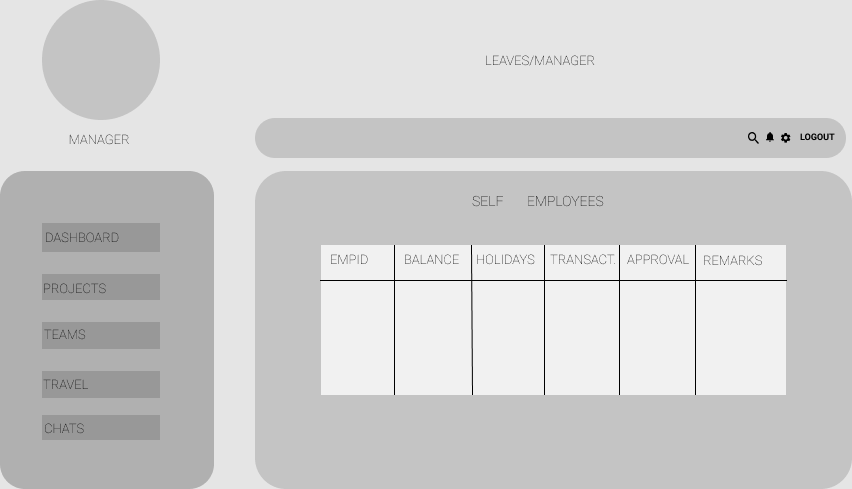 LEAVES/MANAGER
MANAGER
LOGOUT
DASHBOARD
PROJECTS
TEAMS
TRAVEL
CHATS
SELF EMPLOYEES
EMPID BALANCE HOLIDAYS TRANSACT. APPROVAL REMARKS